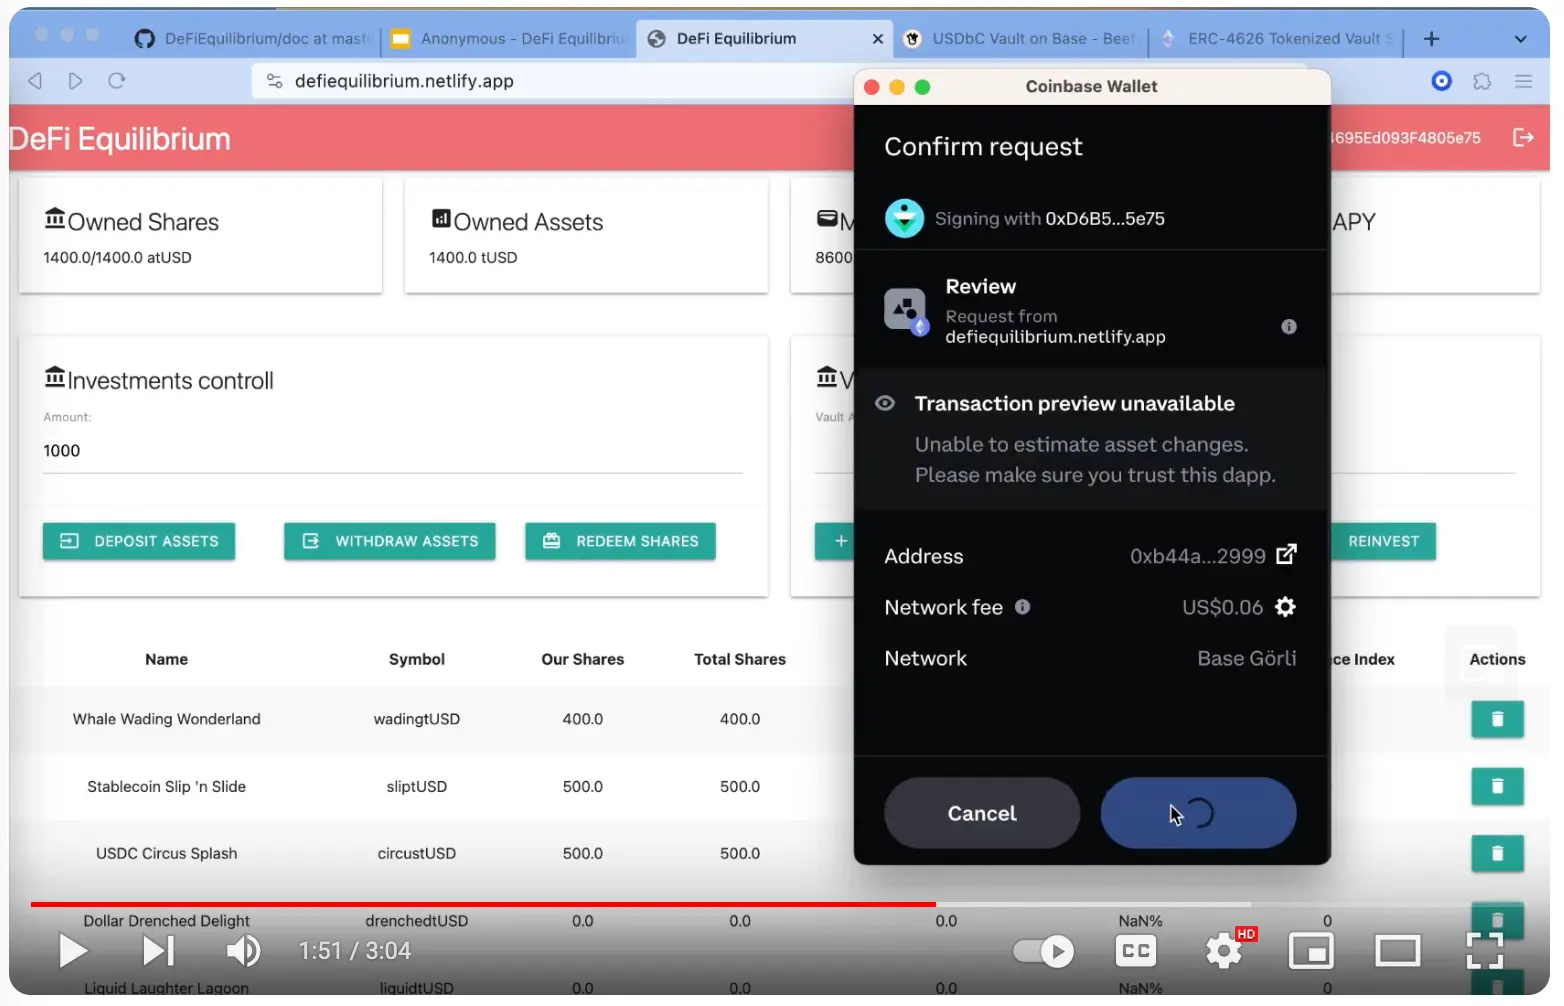 DeFiEquilibrium/doc at maste
Anonymous - DeFi Equilibriu
DeFi Equilibrium
USDbC Vault on Base - Beef
ERC-4626 Tokenized Vault S
defiequilibrium.netlify.app
Coinbase Wallet
DeFi Equilibrium
4695Ed093F4805e75
Confirm request
Signing with 0xD6B5...5e75
Owned Shares
1400.0/1400.0 atUSD
Owned Assets
1400.0 tUSD
M
8600
APY
Review
Request from
defiequilibrium.netlify.app
Investments controll
Amount:
1000
DEPOSIT ASSETS
WITHDRAW ASSETS
REDEEM SHARES
V
Vault A
+
REINVEST
Transaction preview unavailable
Unable to estimate asset changes.
Please make sure you trust this dapp.
Address 0xb44a...2999
Network fee US$0.06
Network Base Görli
Cancel
Name Symbol Our Shares Total Shares ce Index Actions
Whale Wading Wonderland wadingtUSD 400.0 400.0
Stablecoin Slip 'n Slide sliptUSD 500.0 500.0
USDC Circus Splash circustUSD 500.0 500.0
Dollar Drenched Delight drenchedtUSD 0.0 0.0 0.0 NaN% 0
1:51 / 3:04
CC
HD
Liquid Laughter Lagoon liquidtUSD 0.0 0.0 0.0 NaN% 0